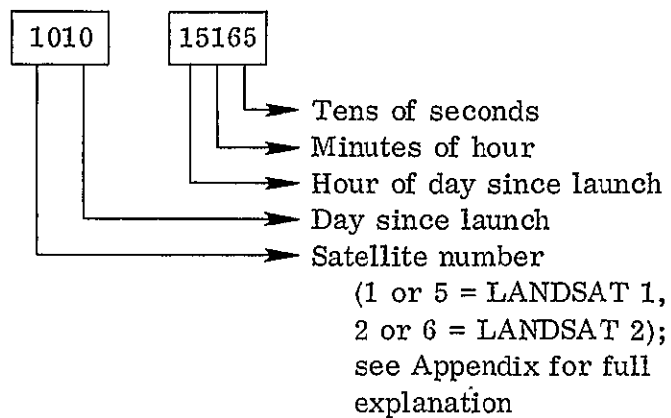 1010 15165
Tens of seconds
Minutes of hour
Hour of day since launch
Day since launch
Satellite number
(1 or 5 = LANDSAT 1,
2 or 6 = LANDSAT 2);
see Appendix for full
explanation